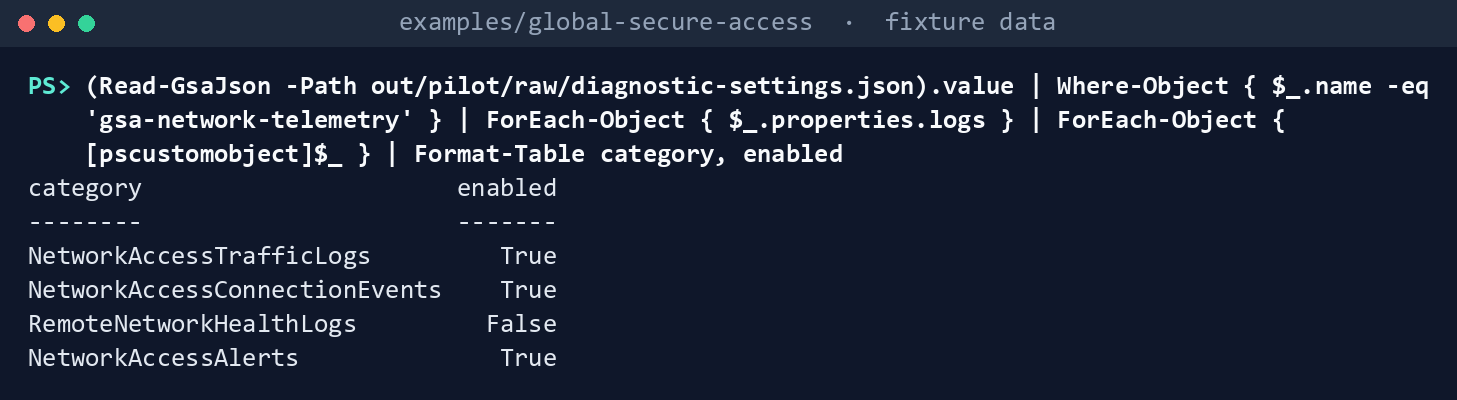 examples/global-secure-access · fixture data
PS> (Read-GsaJson -Path out/pilot/raw/diagnostic-settings.json).value | Where-Object { $_.name -eq
'gsa-network-telemetry' } | ForEach-Object { $_.properties.logs } | ForEach-Object {
[pscustomobject]$_ } | Format-Table category, enabled
category enabled
-------- -------
NetworkAccessTrafficLogs True
NetworkAccessConnectionEvents True
RemoteNetworkHealthLogs False
NetworkAccessAlerts True